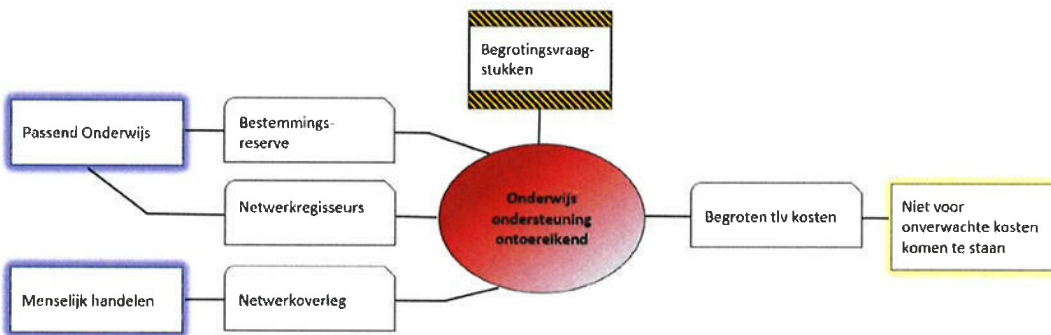 Begrotingsvraag-
stukken
Passend Onderwijs
Bestemmings-
reserve
Netwerkregisseurs
Onderwijs
ondersteuning
ontoereikend
Begroten tlv kosten
Niet voor
onverwachte kosten
komen te staan
Menselijk handelen
Netwerkoverleg